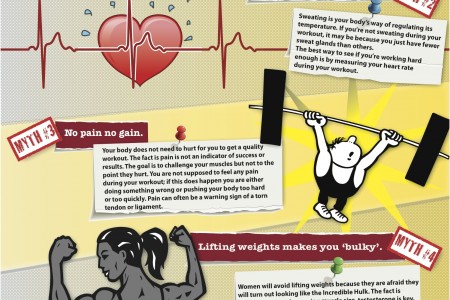 #2
Sweating is your body's way of regulating its
temperature. If you're not sweating during your
workout, it may be because you just have fewer
sweat glands than others.
The best way to see if you're working hard
enough is by measuring your heart rate
during your workout.
MYTH #3
No pain no gain.
Your body does not need to hurt for you to get a quality
workout. The fact is pain is not an indicator of success or
results. The goal is to challenge your muscles but not to the
point they hurt. You are not supposed to feel any pain
during your workout; if this does happen you are either
doing something wrong or pushing your body too hard
or too quickly. Pain can often be a warning sign of a torn
tendon or ligament.
Lifting weights makes you 'bulky'.
MYTH #4
Women will avoid lifting weights because they are afraid they
will turn out looking like the Incredible Hulk. The fact is
testosterone is key,